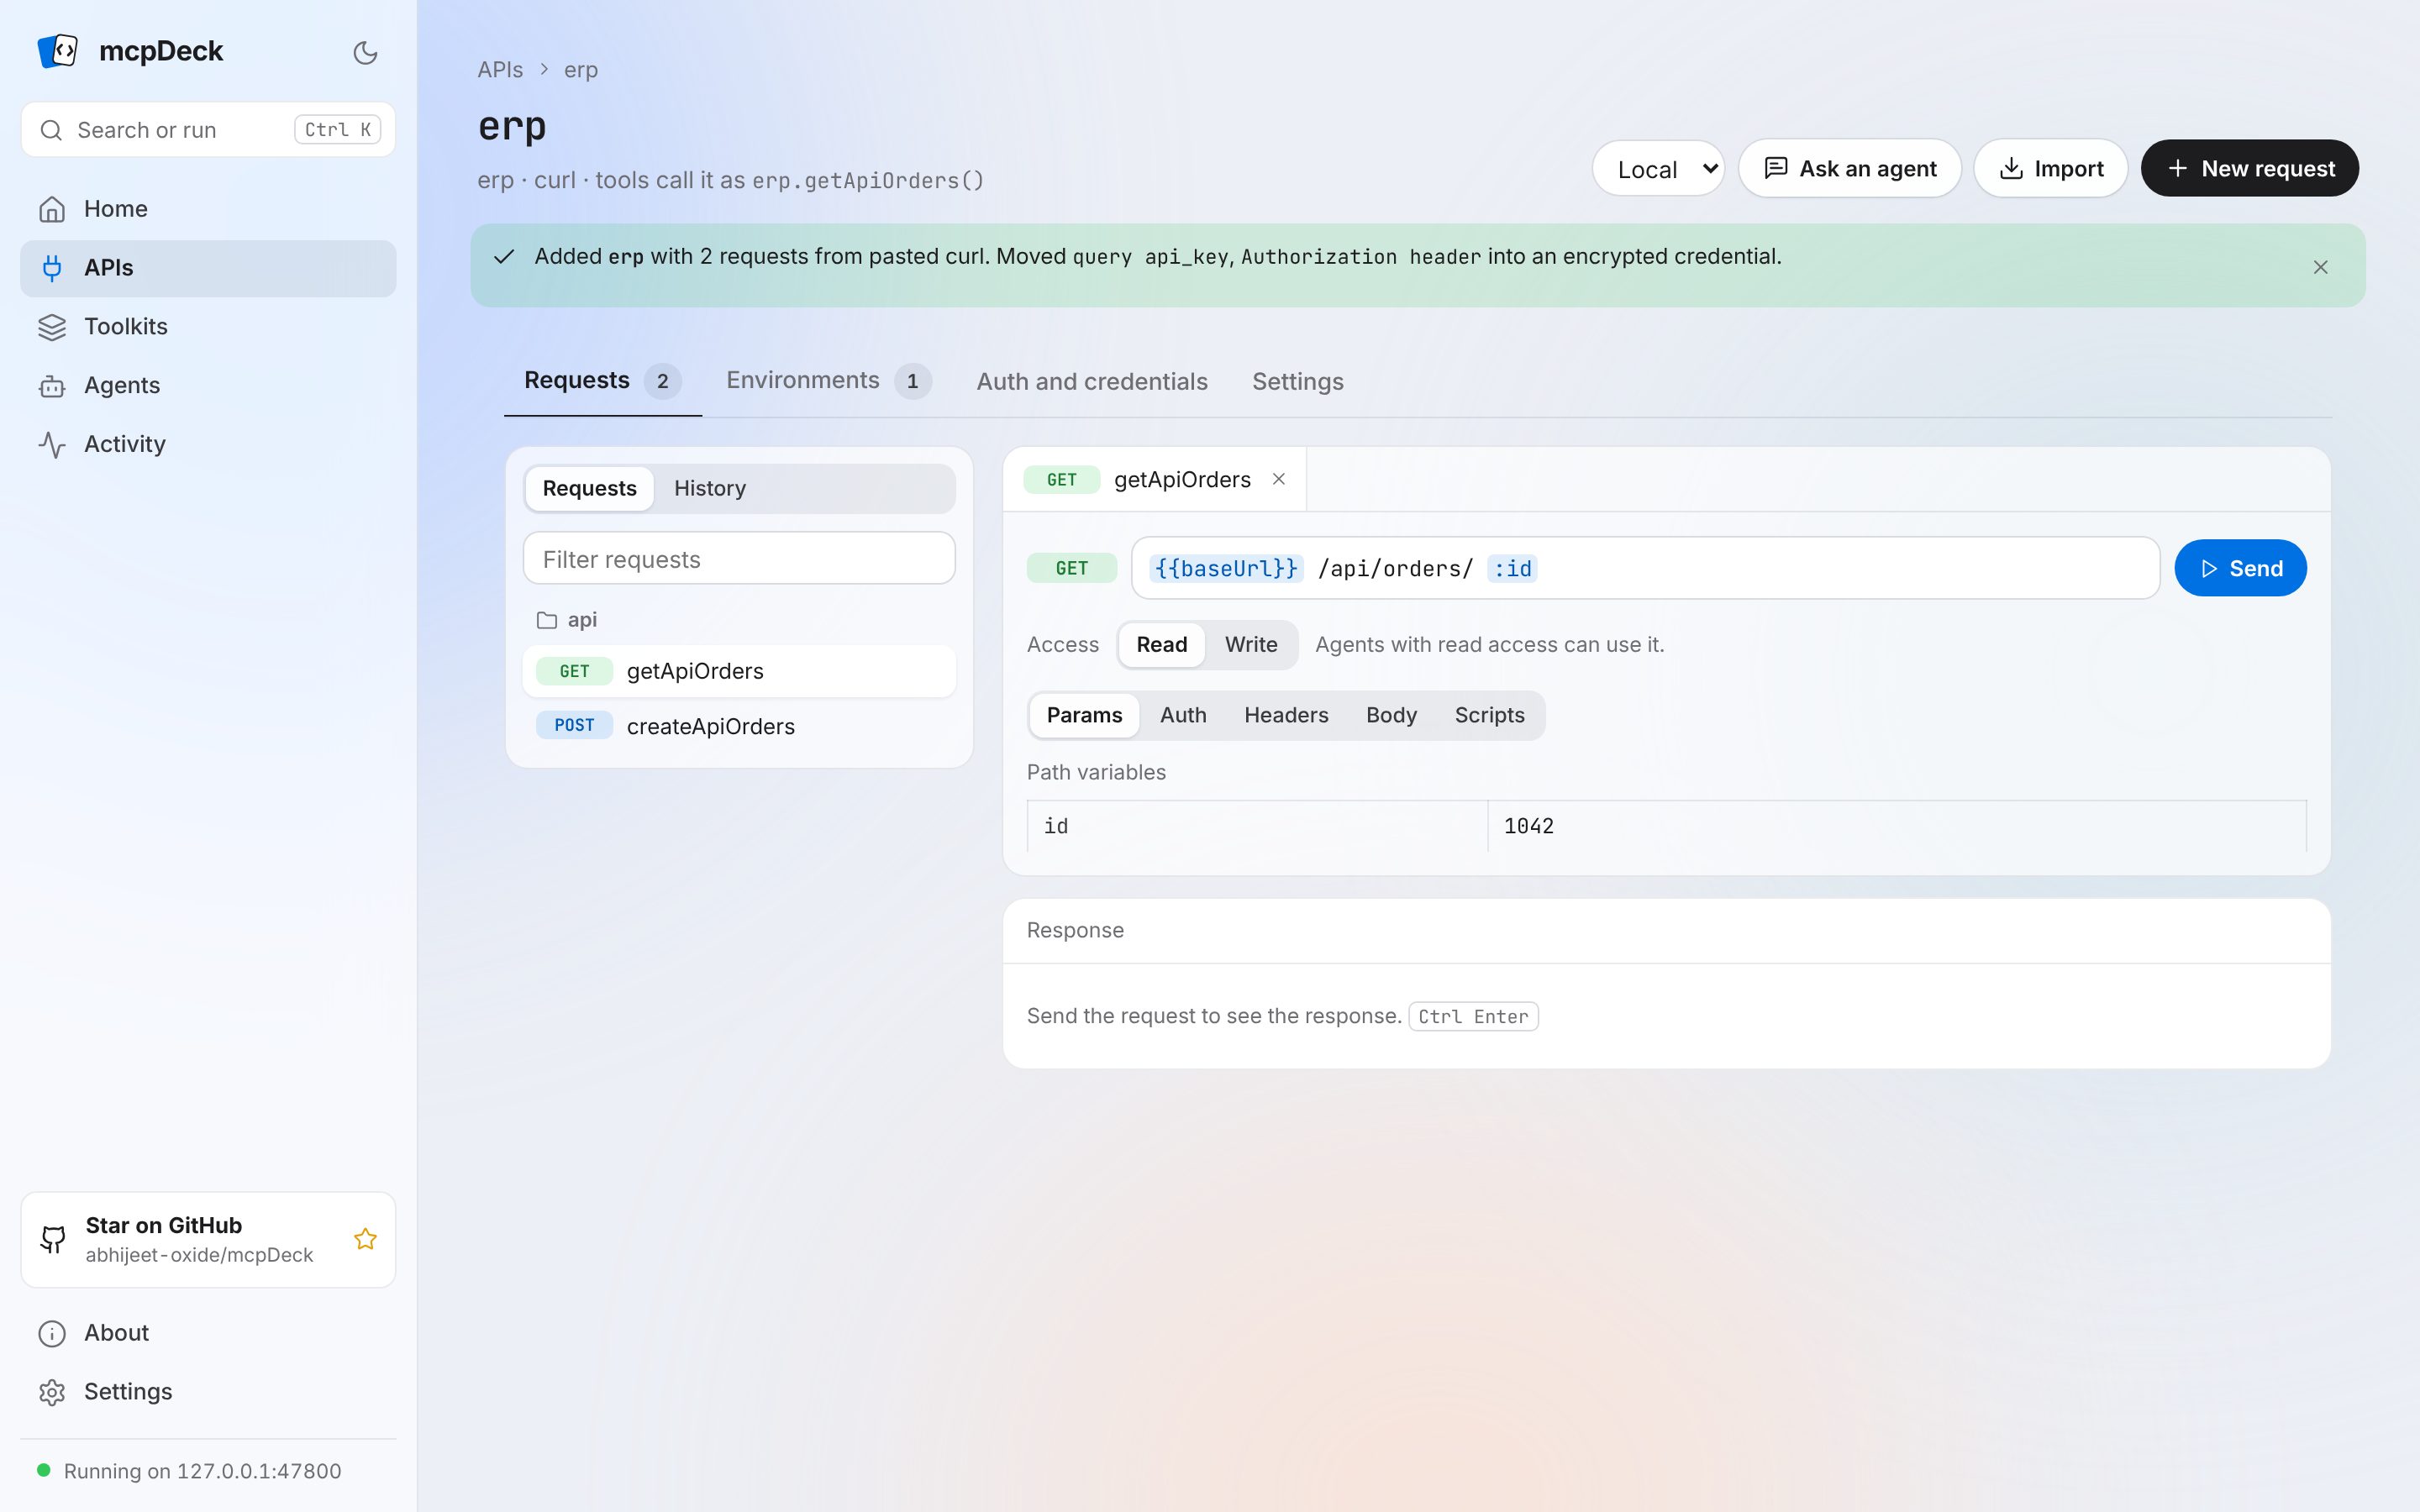 mcpDeck
Search or run
Ctrl K
Home
APIs
Toolkits
Agents
Activity
Star on GitHub
abhijeet-oxide/mcpDeck
About
Settings
Running on 127.0.0.1:47800
APIs > erp
erp
erp · curl · tools call it as erp.getApiOrders()
Local
Ask an agent
Import
+ New request
Added erp with 2 requests from pasted curl. Moved query api_key, Authorization header into an encrypted credential.
Requests 2
Environments 1
Auth and credentials
Settings
Requests
History
Filter requests
api
GET getApiOrders
POST createApiOrders
GET getApiOrders
GET {{baseUrl}} /api/orders/ :id
Send
Access Read Write Agents with read access can use it.
Params Auth Headers Body Scripts
Path variables
id 1042
Response
Send the request to see the response. Ctrl Enter